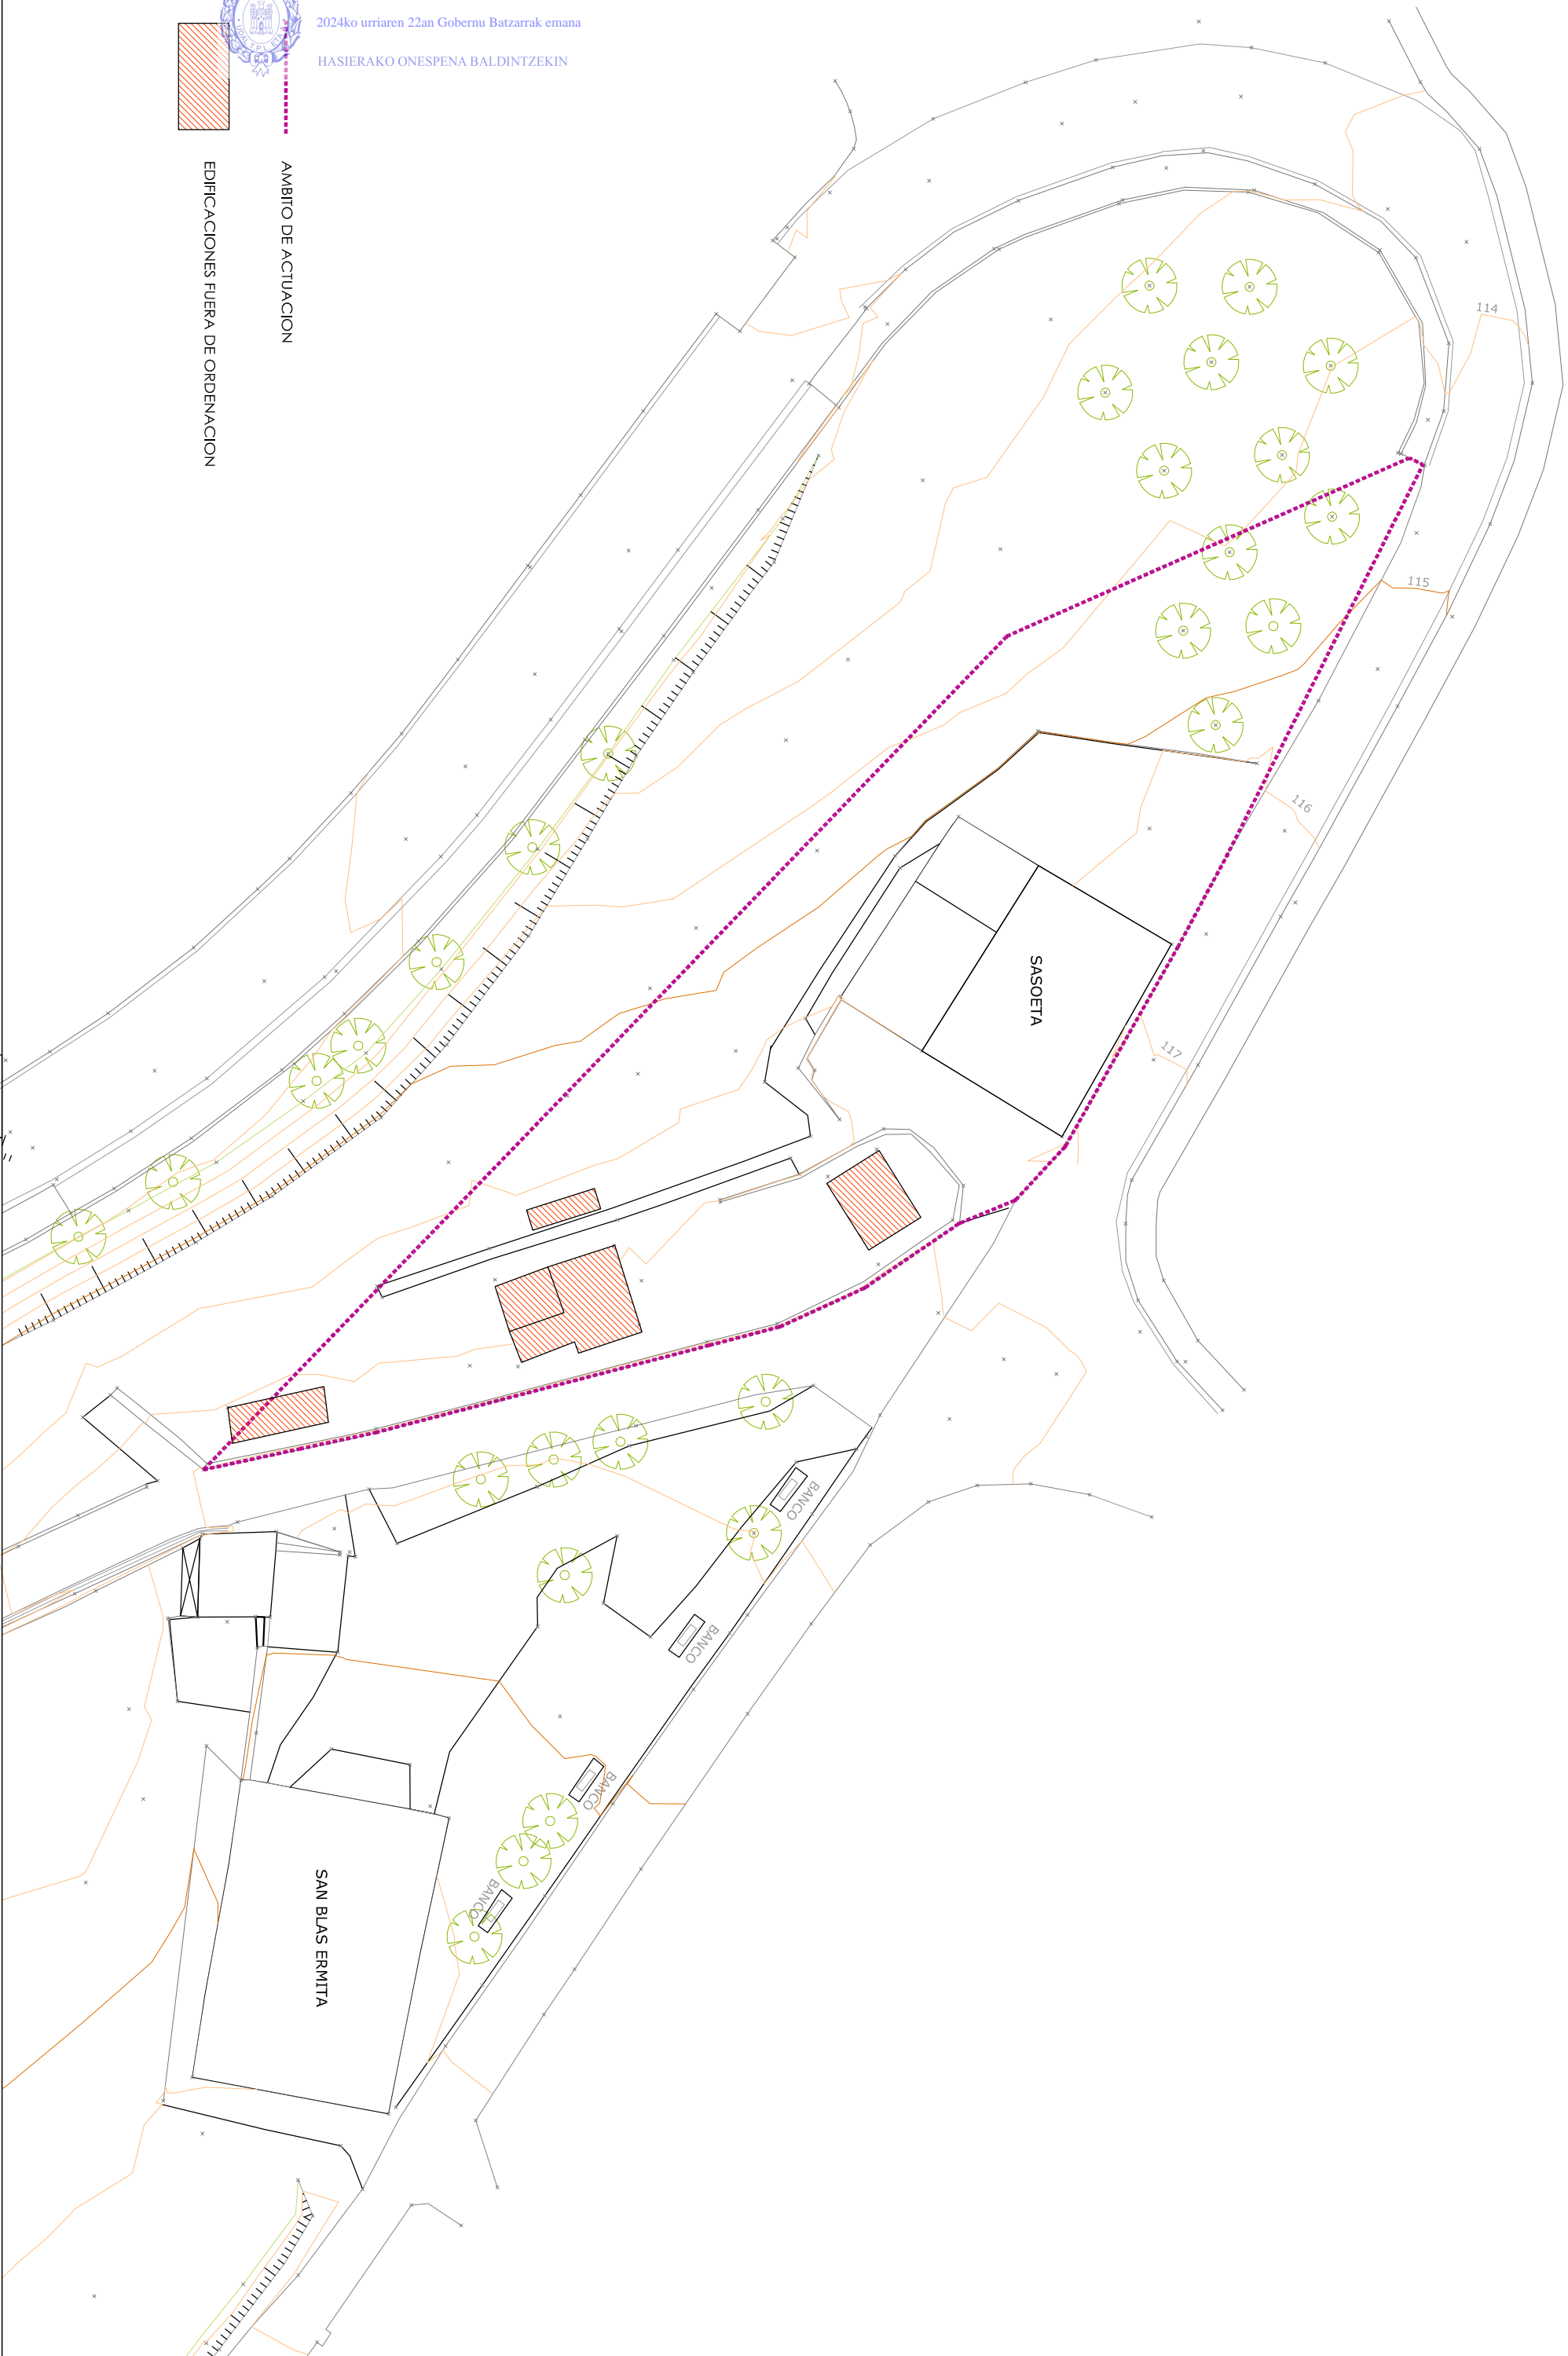 2024ko urriaren 22an Gobernu Batzarrak emana
HASIERAKO ONESPENA BALDINTZEKIN
AMBITO DE ACTUACION
EDIFICACIONES FUERA DE ORDENACION
114
115
116
117
SASOETA
BANCO
BANCO
BANCO
BANCO
SAN BLAS ERMITA